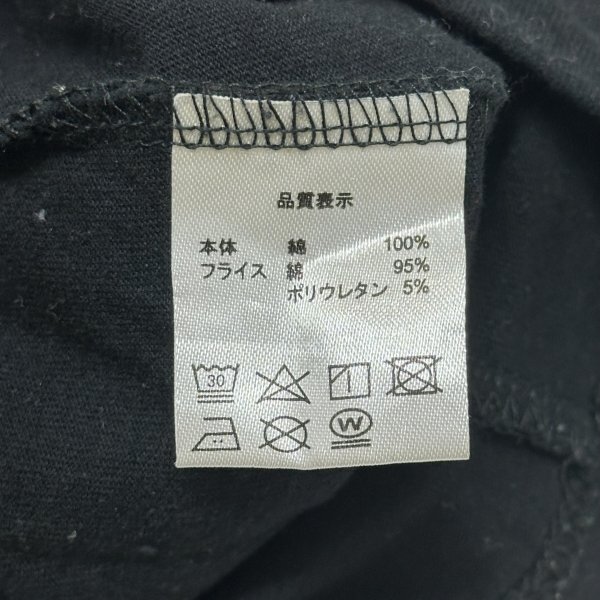 品質表示
本体 綿 100%
フライス 綿 95%
ポリウレタン 5%
30
W